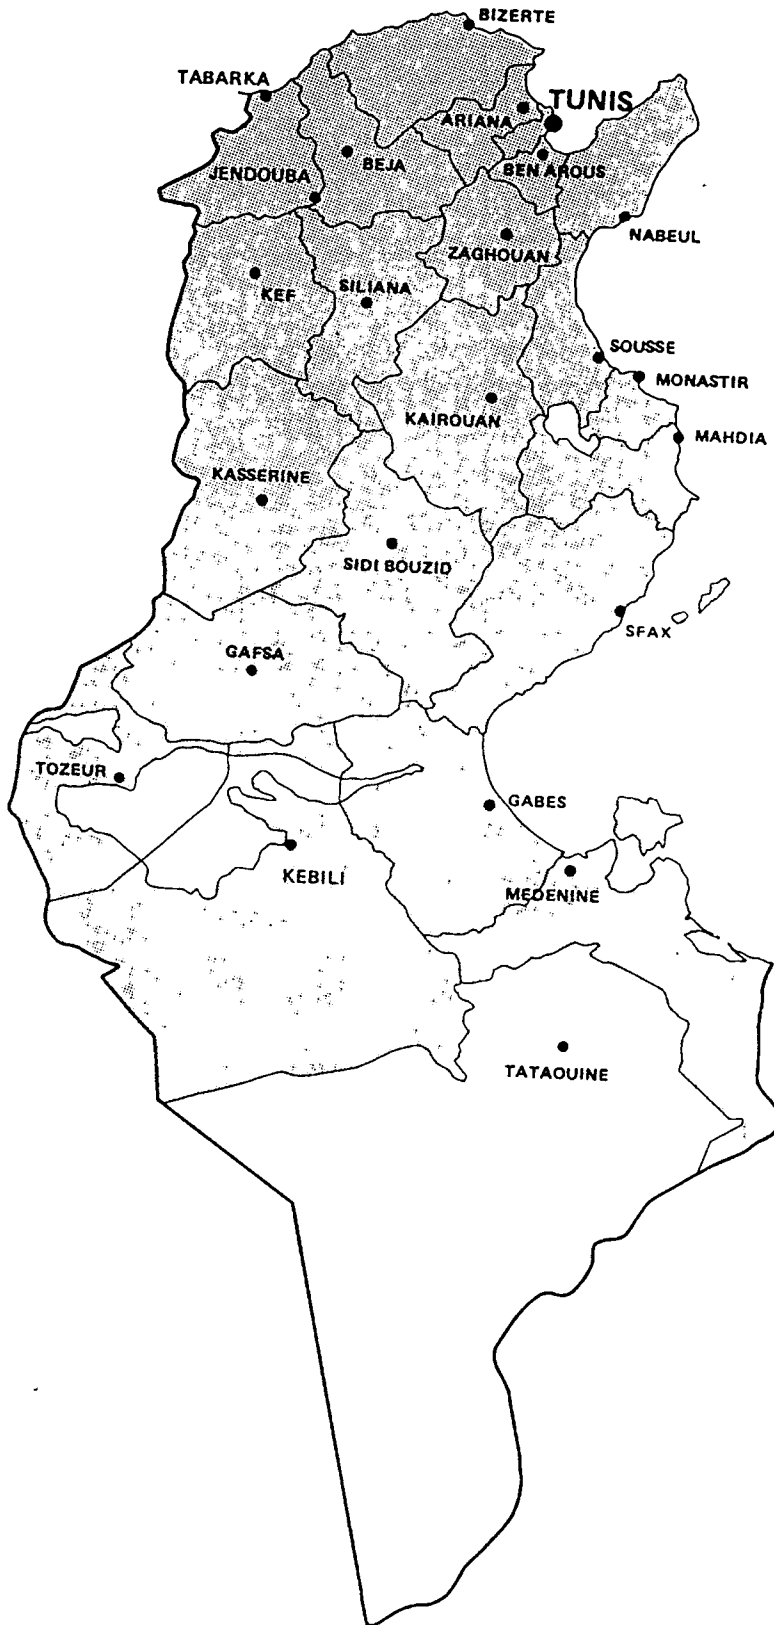 BIZERTE
TABARKA
TUNIS
ARIANA
BEJA
BEN AROUS
JENDOUBA
NABEUL
ZAGHOUAN
KEF
SILIANA
SOUSSE
MONASTIR
KAIROUAN
MAHDIA
KASSERINE
SIDI BOUZID
SFAX
GAFSA
TOZEUR
GABES
KEBILI
MEDENINE
TATAOUINE